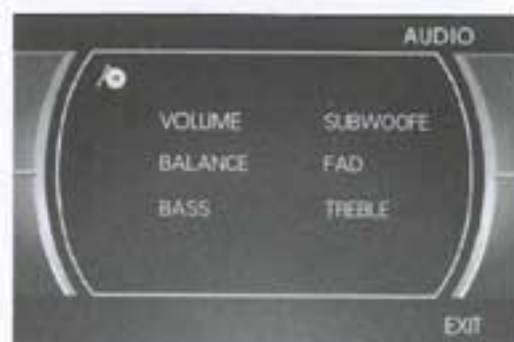 AUDIO
VOLUME SUBWOOFE
BALANCE FAD
BASS TREBLE
EXIT